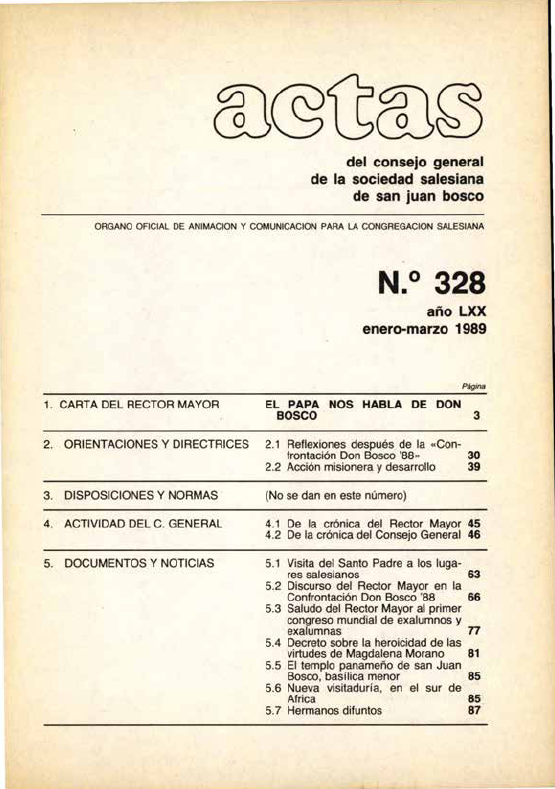 actas
del consejo general
de la sociedad salesiana
de san juan bosco
ORGANO OFICIAL DE ANIMACION Y COMUNICACION PARA LA CONGREGACION SALESIANA
N.º 328
año LXX
enero-marzo 1989
Página
1. CARTA DEL RECTOR MAYOR EL PAPA NOS HABLA DE DON
BOSCO 3
2. ORIENTACIONES Y DIRECTRICES 2.1 Reflexiones después de la «Con-
frontación Don Bosco '88» 30
2.2 Acción misionera y desarrollo 39
3. DISPOSICIONES Y NORMAS (No se dan en este número)
4. ACTIVIDAD DEL C. GENERAL 4.1 De la crónica del Rector Mayor 45
4.2 De la crónica del Consejo General 46
5. DOCUMENTOS Y NOTICIAS 5.1 Visita del Santo Padre a los luga-
res salesianos 63
5.2 Discurso del Rector Mayor en la
Confrontación Don Bosco '88 66
5.3 Saludo del Rector Mayor al primer
congreso mundial de exalumnos y
exalumnas 77
5.4 Decreto sobre la heroicidad de las
virtudes de Magdalena Morano 81
5.5 El templo panameño de san Juan
Bosco, basílica menor 85
5.6 Nueva visitaduría, en el sur de
Africa 85
5.7 Hermanos difuntos 87